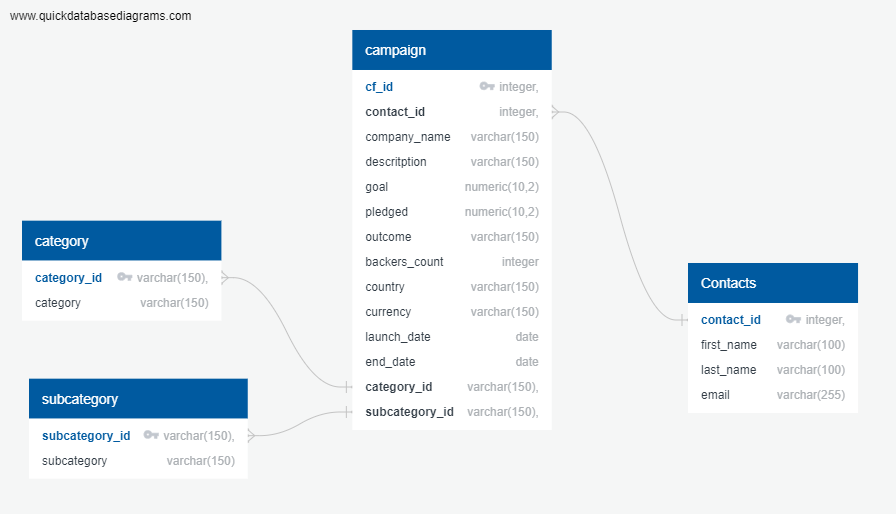 www.quickdatabasediagrams.com
campaign
cf_id integer,
contact_id integer,
company_name varchar(150)
descritption varchar(150)
goal numeric(10,2)
pledged numeric(10,2)
outcome varchar(150)
backers_count integer
country varchar(150)
currency varchar(150)
launch_date date
end_date date
category_id varchar(150),
subcategory_id varchar(150),
category
category_id varchar(150),
category varchar(150)
subcategory
subcategory_id varchar(150),
subcategory varchar(150)
Contacts
contact_id integer,
first_name varchar(100)
last_name varchar(100)
email varchar(255)